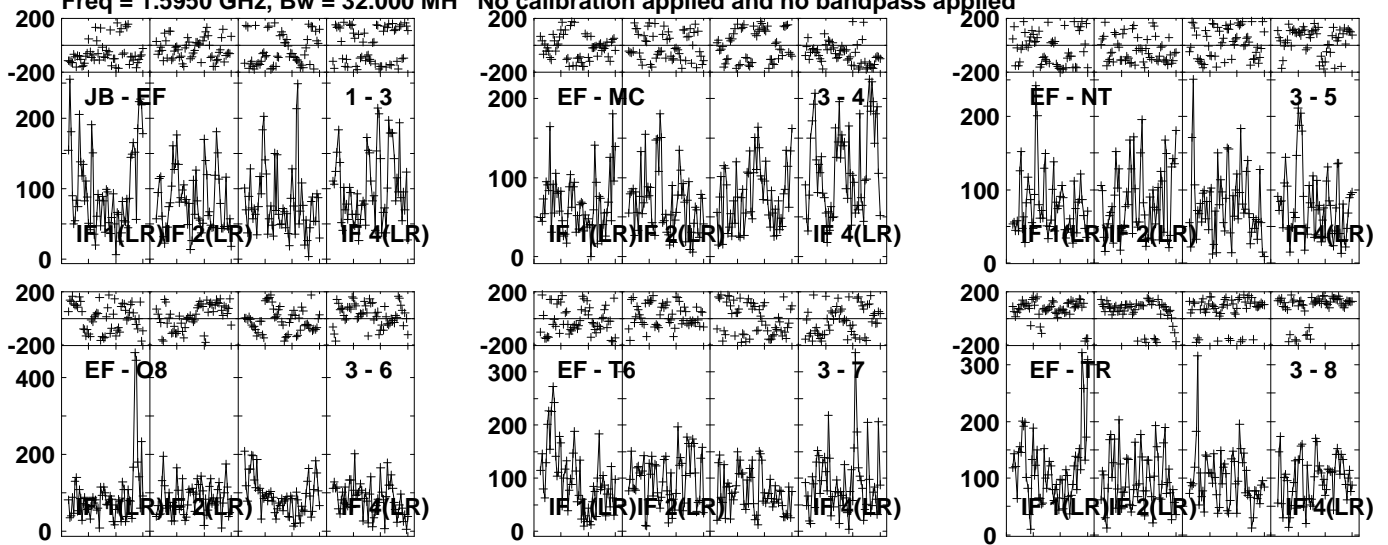 Freq = 1.5950 GHz, Bw = 32.000 MH No calibration applied and no bandpass applied
200
-200
JB - EF 1 - 3
200
100
0
IF 1(LR) IF 2(LR) IF 4(LR)
200
-200
EF - MC 3 - 4
200
100
0
IF 1(LR) IF 2(LR) IF 4(LR)
200
-200
EF - NT 3 - 5
200
100
0
IF 1(LR) IF 2(LR) IF 4(LR)
200
-200
EF - O8 3 - 6
400
200
0
IF 1(LR) IF 2(LR) IF 4(LR)
200
-200
EF - T6 3 - 7
300
200
100
0
IF 1(LR) IF 2(LR) IF 4(LR)
200
-200
EF - TR 3 - 8
300
200
100
0
IF 1(LR) IF 2(LR) IF 4(LR)